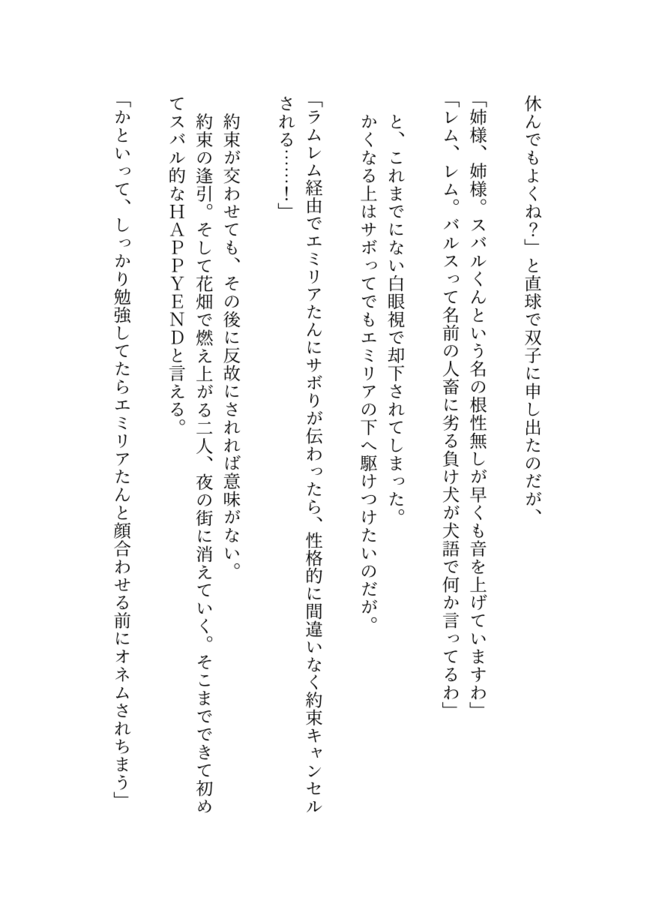 休んでもよくね？」と直球で双子に申し出たのだが、
「姉様、姉様。スバルくんという名の根性無しが早くも音を上げていますわ」
「レム、レム。バルスって名前の人畜に劣る負け犬が犬語で何か言ってるわ」
と、これまでにない白眼視で却下されてしまった。
かくなる上はサボってでもエミリアの下へ駆けつけたいのだが。
「ラムレム経由でエミリアたんにサボりが伝わったら、性格的に間違いなく約束キャンセル
される……！」
約束が交わせても、その後に反故にされれば意味がない。
約束の逢引。そして花畑で燃え上がる二人、夜の街に消えていく。そこまでできて初め
てスバル的なＨＡＰＰＹＥＮＤと言える。
「かといって、しっかり勉強してたらエミリアたんと顔合わせる前にオネムされちまう」